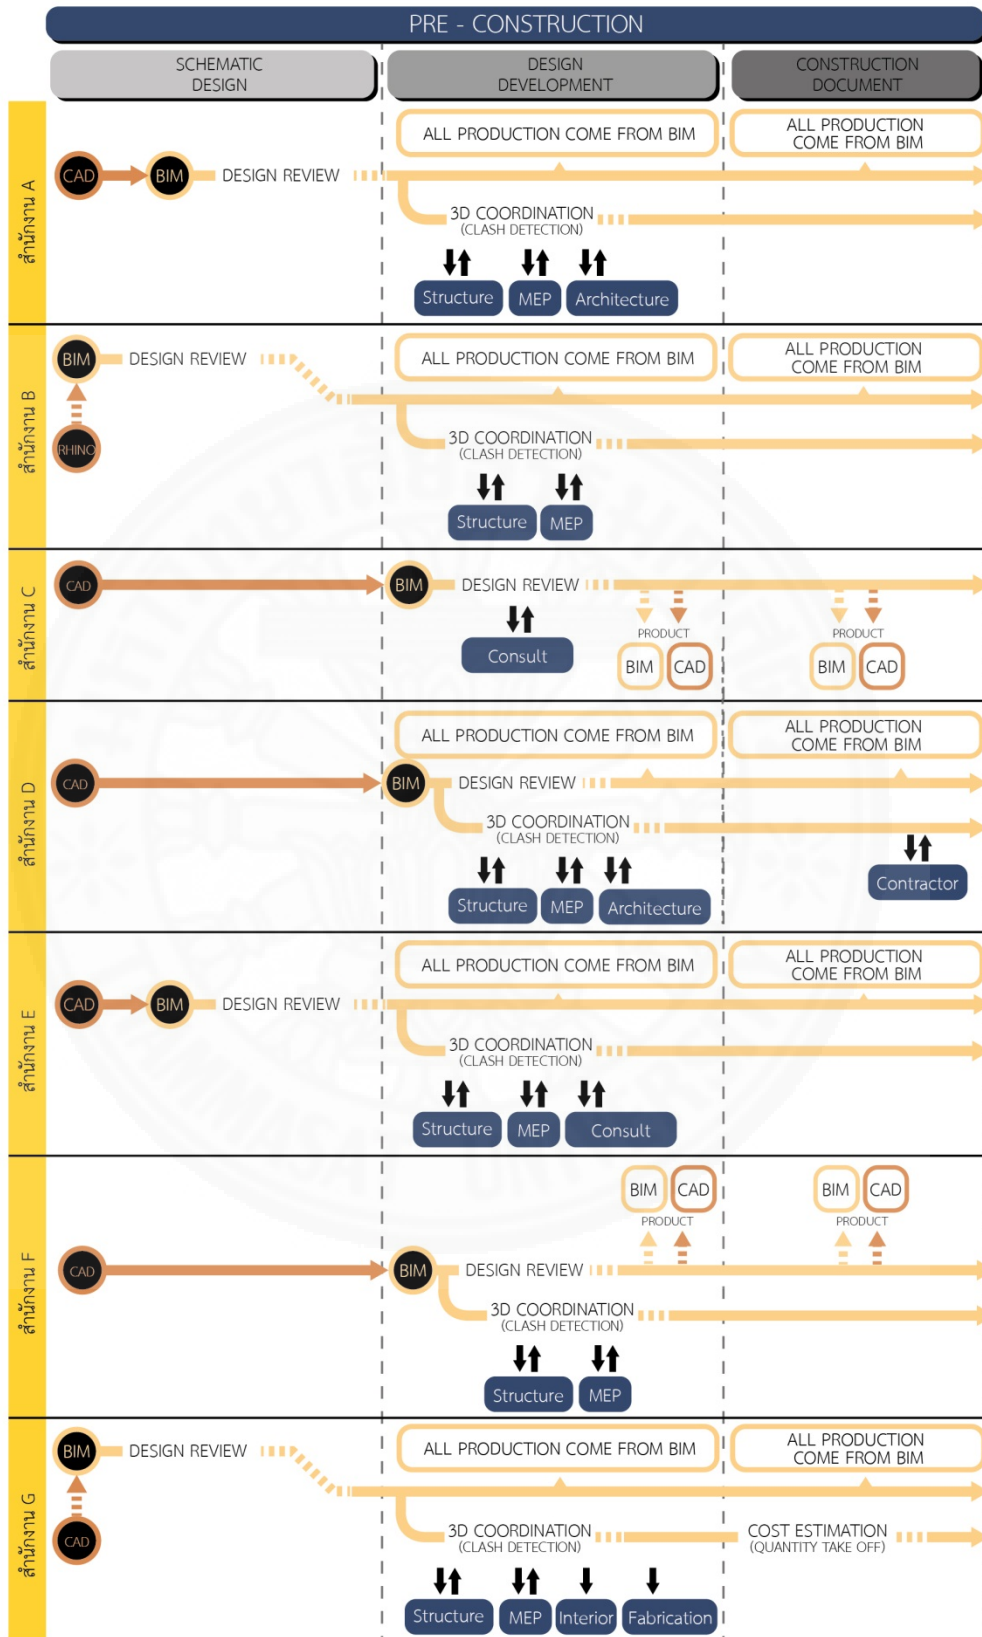 PRE - CONSTRUCTION
SCHEMATIC
DESIGN
DESIGN
DEVELOPMENT
CONSTRUCTION
DOCUMENT
สำนักงาน A
ALL PRODUCTION COME FROM BIM
ALL PRODUCTION
COME FROM BIM
CAD
BIM
DESIGN REVIEW
3D COORDINATION
(CLASH DETECTION)
Structure
MEP
Architecture
สำนักงาน B
BIM
DESIGN REVIEW
ALL PRODUCTION COME FROM BIM
ALL PRODUCTION
COME FROM BIM
RHINO
3D COORDINATION
(CLASH DETECTION)
Structure
MEP
สำนักงาน C
CAD
BIM
DESIGN REVIEW
Consult
PRODUCT
BIM
CAD
PRODUCT
BIM
CAD
สำนักงาน D
ALL PRODUCTION COME FROM BIM
ALL PRODUCTION
COME FROM BIM
CAD
BIM
DESIGN REVIEW
3D COORDINATION
(CLASH DETECTION)
Structure
MEP
Architecture
Contractor
สำนักงาน E
ALL PRODUCTION COME FROM BIM
ALL PRODUCTION
COME FROM BIM
CAD
BIM
DESIGN REVIEW
3D COORDINATION
(CLASH DETECTION)
Structure
MEP
Consult
สำนักงาน F
BIM
CAD
PRODUCT
BIM
CAD
PRODUCT
CAD
BIM
DESIGN REVIEW
3D COORDINATION
(CLASH DETECTION)
Structure
MEP
สำนักงาน G
BIM
DESIGN REVIEW
ALL PRODUCTION COME FROM BIM
ALL PRODUCTION
COME FROM BIM
CAD
3D COORDINATION
(CLASH DETECTION)
COST ESTIMATION
(QUANTITY TAKE OFF)
Structure
MEP
Interior
Fabrication